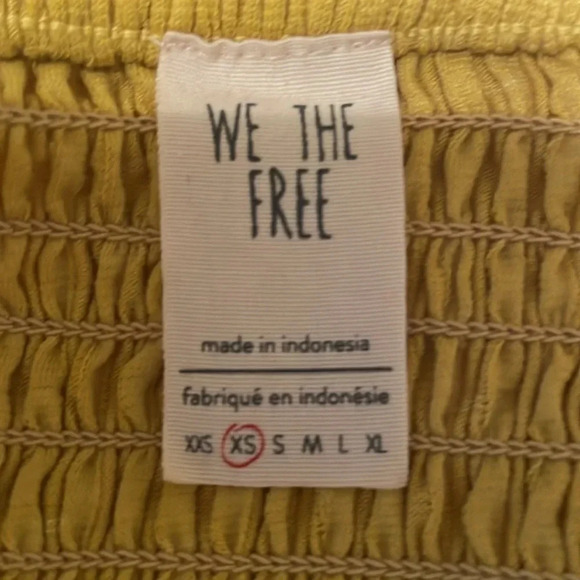 WE THE
FREE
made in indonesia
fabriqué en indonésie
XXS XS S M L XL